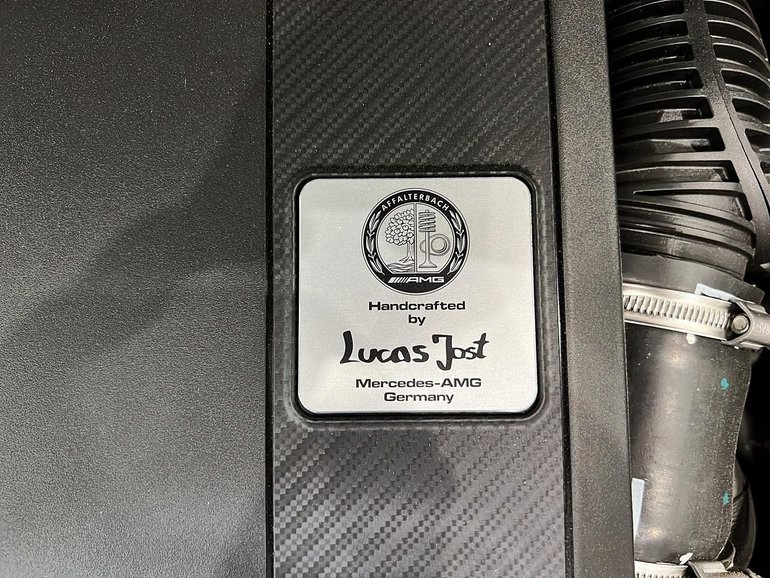 AFFALTERBACH
AMG
Handcrafted
by
Lucas Jost
Mercedes-AMG
Germany